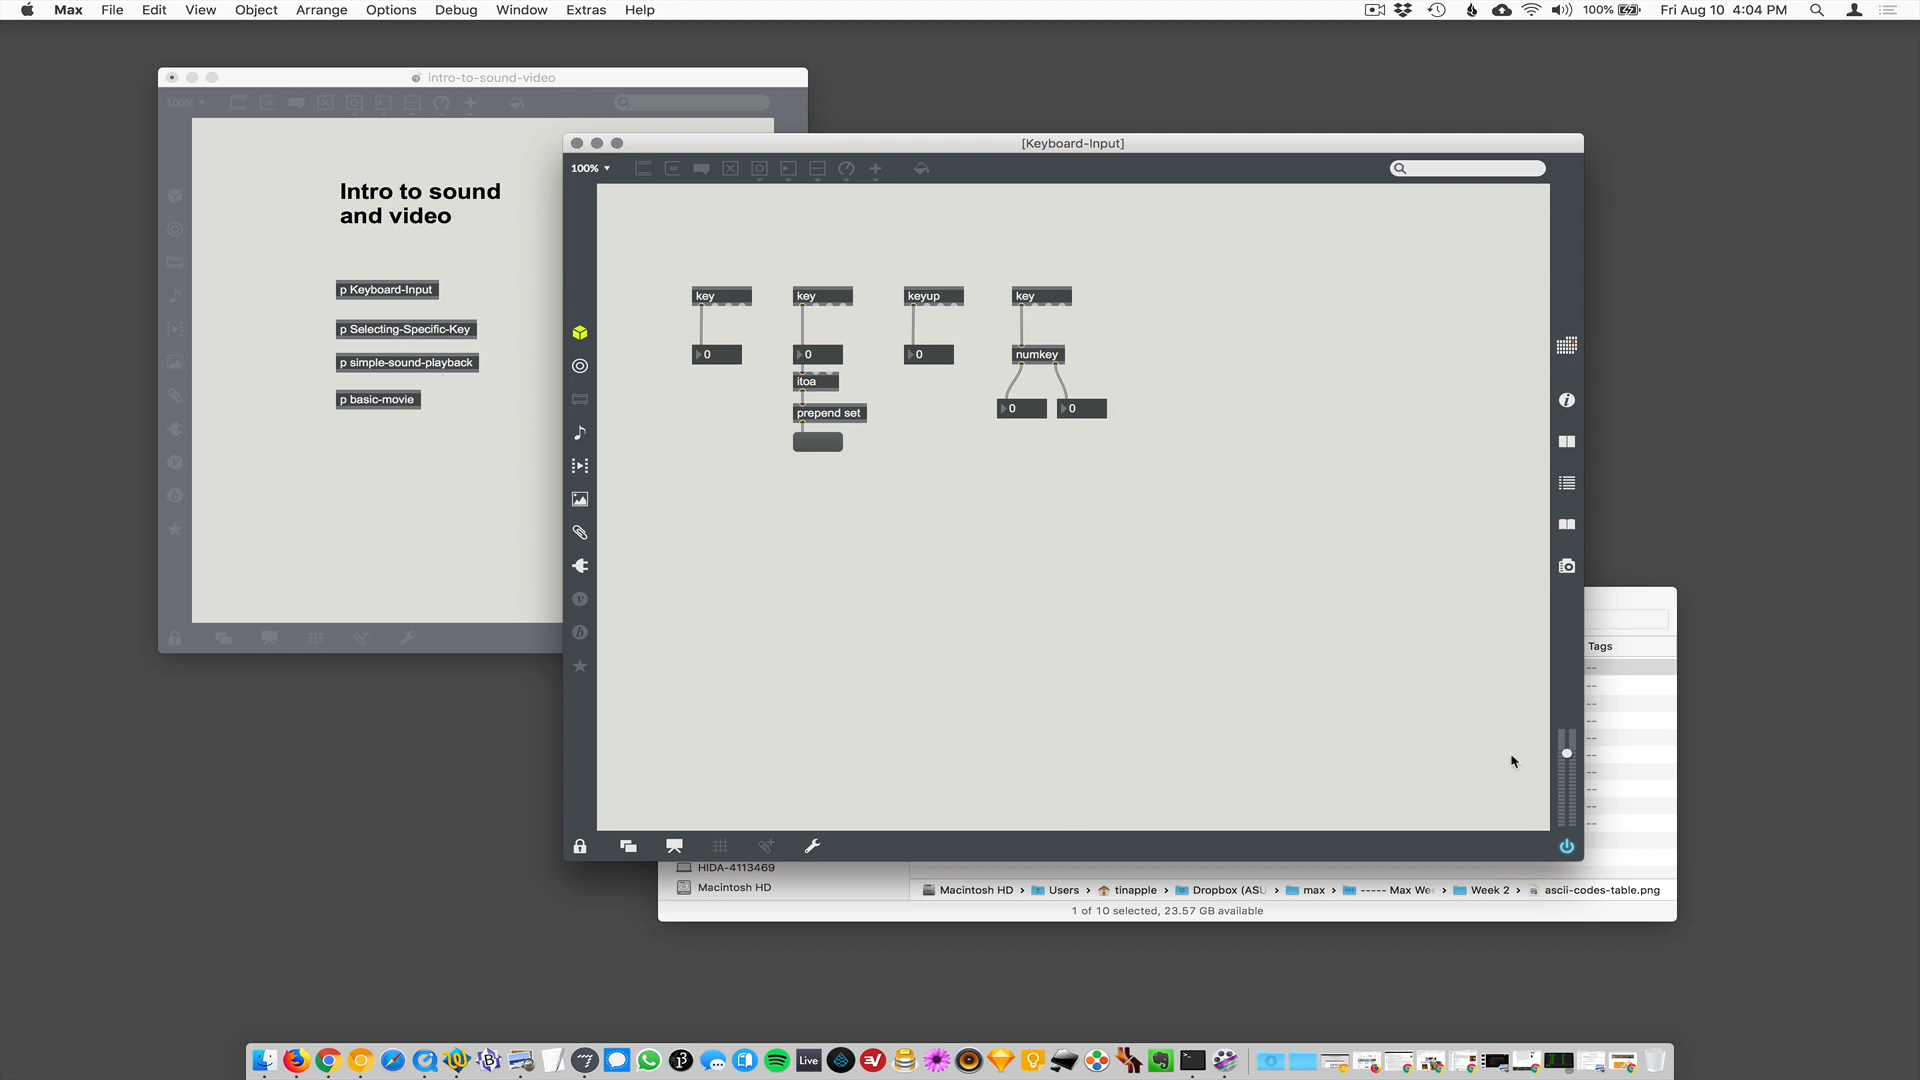 Max File Edit View Object Arrange Options Debug Window Extras Help 100% Fri Aug 10 4:04 PM
intro-to-sound-video
100%
Intro to sound
and video
p Keyboard-Input
p Selecting-Specific-Key
p simple-sound-playback
p basic-movie
[Keyboard-Input]
100%
key key keyup key
0 0 0 numkey
itoa
prepend set
0 0
Tags
--
--
--
--
--
--
--
--
--
--
HIDA-4113469
Macintosh HD
Macintosh HD › Users › tinapple › Dropbox (ASU › max › ----- Max We › Week 2 › ascii-codes-table.png
1 of 10 selected, 23.57 GB available
Live